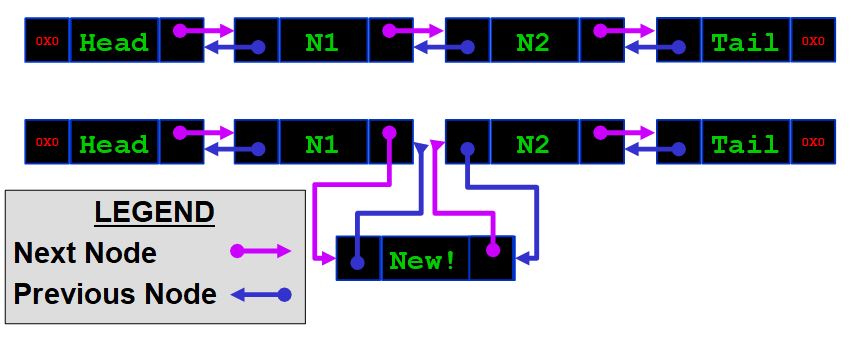 0X0 Head N1 N2 Tail 0X0
0X0 Head N1 N2 Tail 0X0
LEGEND
Next Node
Previous Node
New!